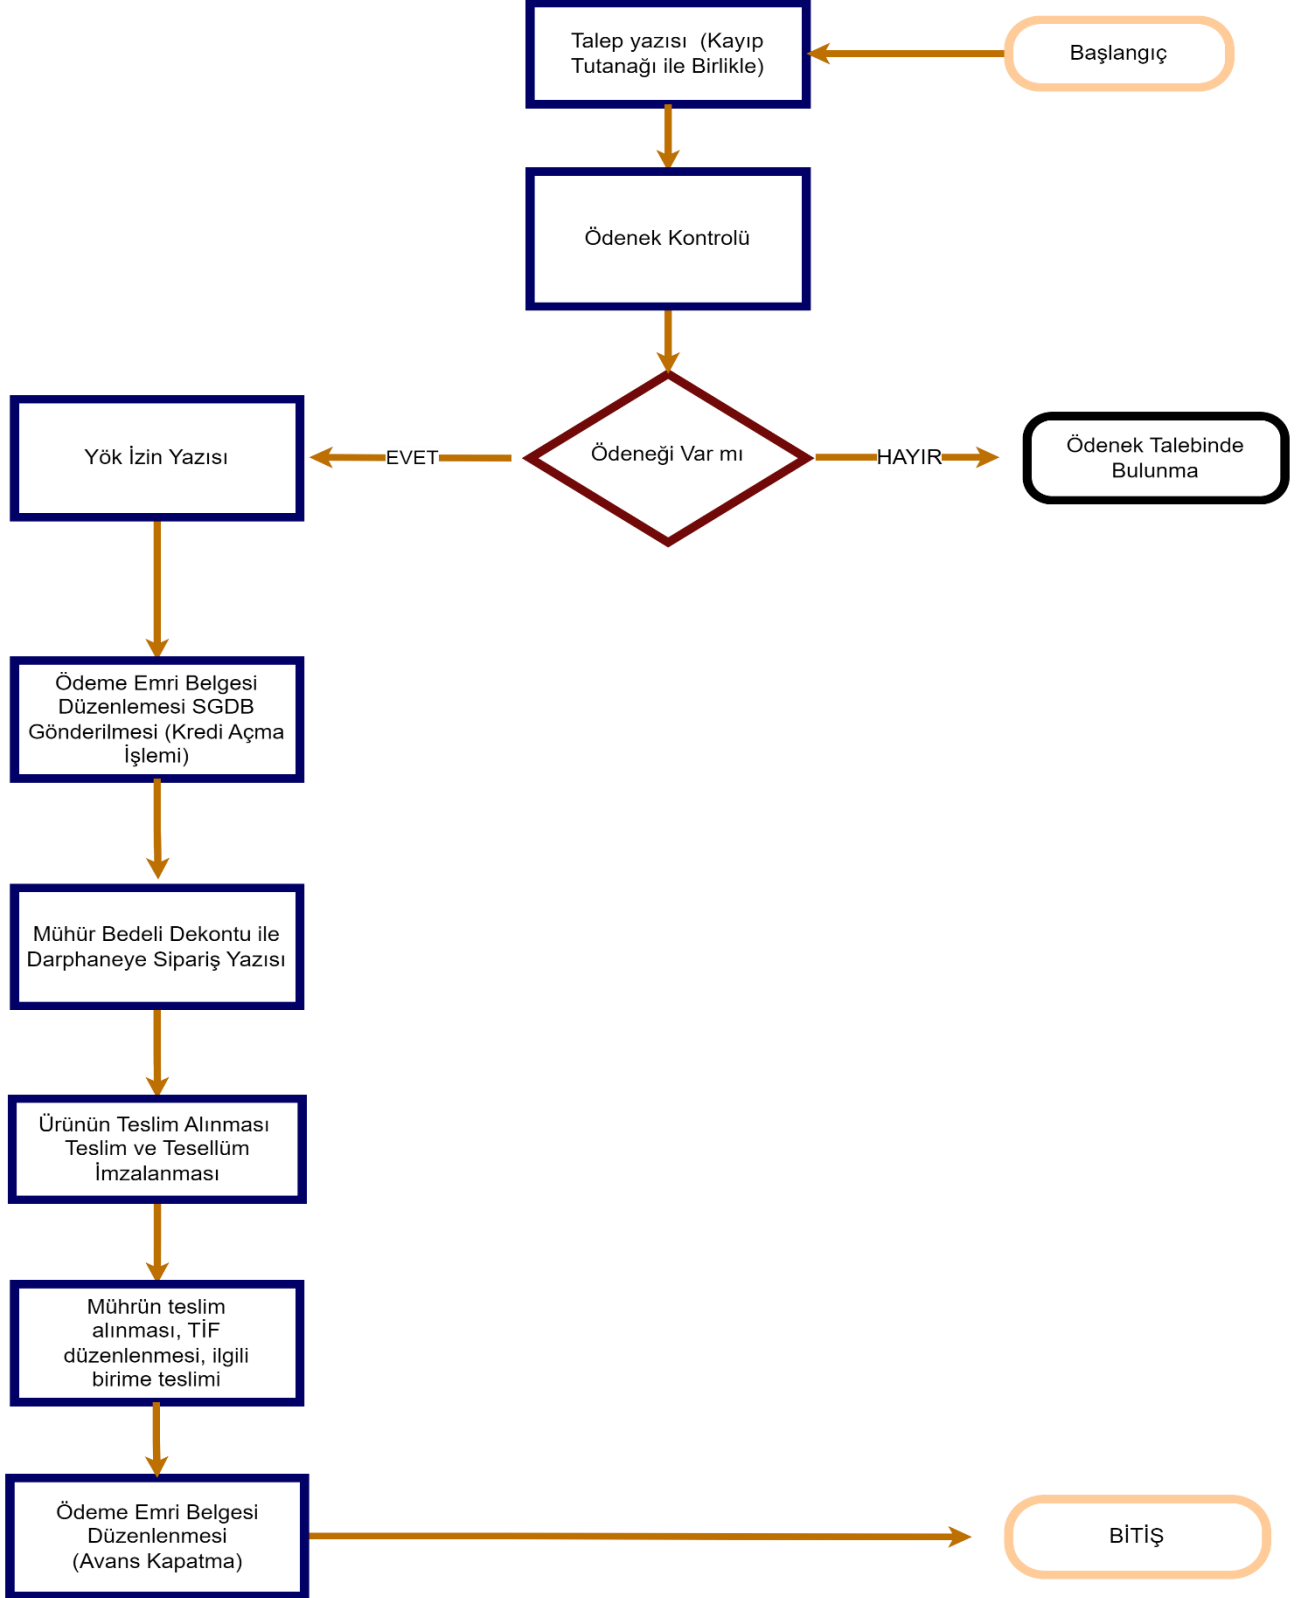 Başlangıç
Talep yazısı  (Kayıp
Tutanağı ile Birlikle)
Ödenek Kontrolü
Ödeneği Var mı
EVET
HAYIR
Yök İzin Yazısı
Ödenek Talebinde
Bulunma
Ödeme Emri Belgesi
Düzenlemesi SGDB
Gönderilmesi (Kredi Açma
İşlemi)
Mühür Bedeli Dekontu ile
Darphaneye Sipariş Yazısı
Ürünün Teslim Alınması
Teslim ve Tesellüm
İmzalanması
Mührün teslim
alınması, TİF
düzenlenmesi, ilgili
birime teslimi
Ödeme Emri Belgesi
Düzenlenmesi
(Avans Kapatma)
BİTİŞ